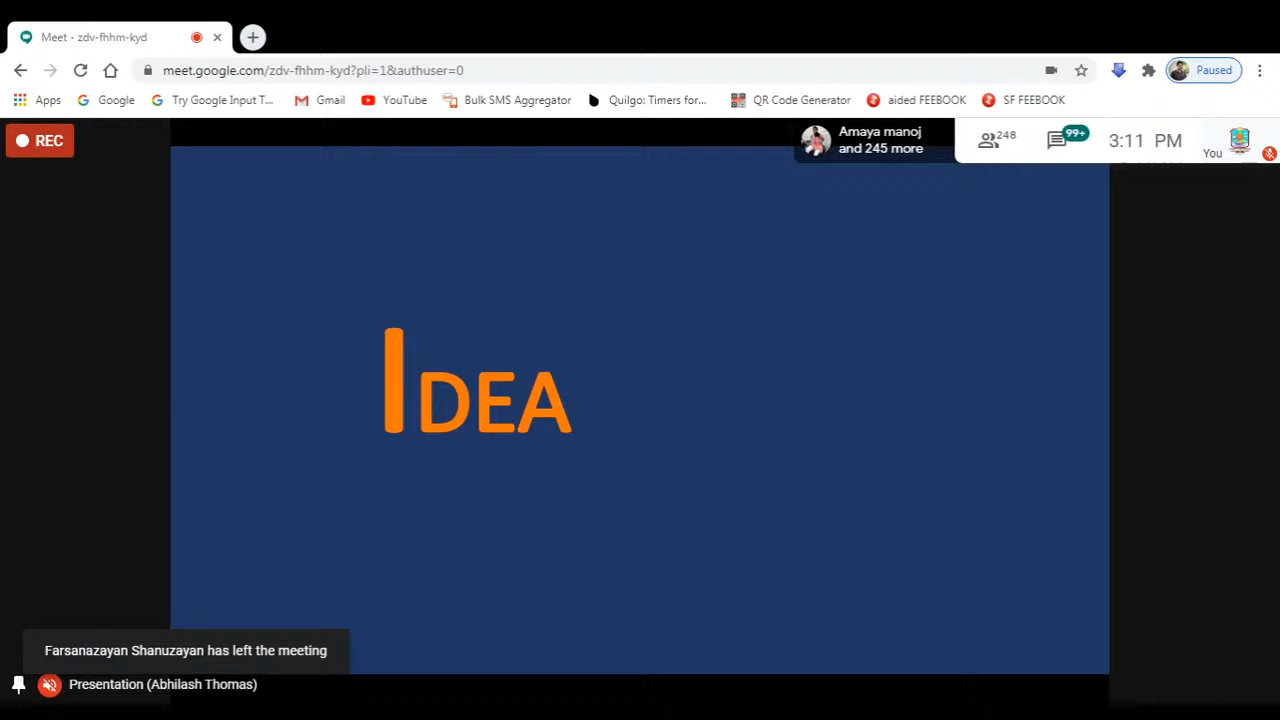 Meet - zdv-fhhm-kyd
meet.google.com/zdv-fhhm-kyd?pli=1&authuser=0
Paused
Apps Google Try Google Input T... Gmail YouTube Bulk SMS Aggregator Quilgo: Timers for... QR Code Generator aided FEEBOOK SF FEEBOOK
REC
Amaya manoj
and 245 more
248
99+
3:11 PM
You
IDEA
Farsanazayan Shanuzayan has left the meeting
Presentation (Abhilash Thomas)